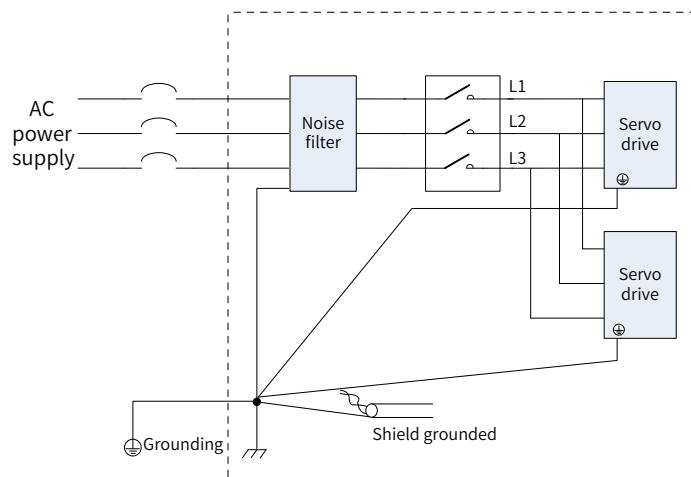 AC
power
supply
Noise
filter
L1
L2
L3
Servo
drive
Servo
drive
Grounding
Shield grounded